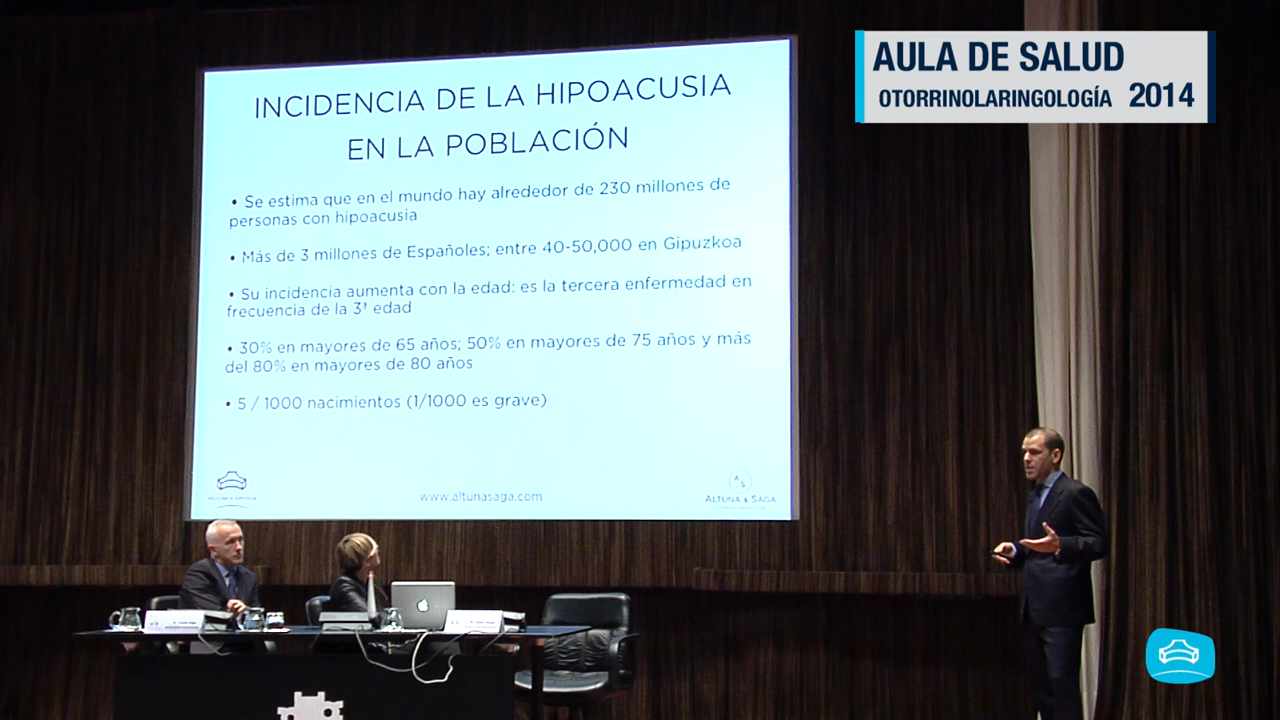 AULA DE SALUD
OTORRINOLARINGOLOGÍA 2014
INCIDENCIA DE LA HIPOACUSIA
EN LA POBLACIÓN
• Se estima que en el mundo hay alrededor de 230 millones de
personas con hipoacusia
• Más de 3 millones de Españoles; entre 40-50,000 en Gipuzkoa
• Su incidencia aumenta con la edad: es la tercera enfermedad en
frecuencia de la 3ª edad
• 30% en mayores de 65 años; 50% en mayores de 75 años y más
del 80% en mayores de 80 años
• 5 / 1000 nacimientos (1/1000 es grave)
www.altunasaga.com
A S
ALTUNA & SAGA